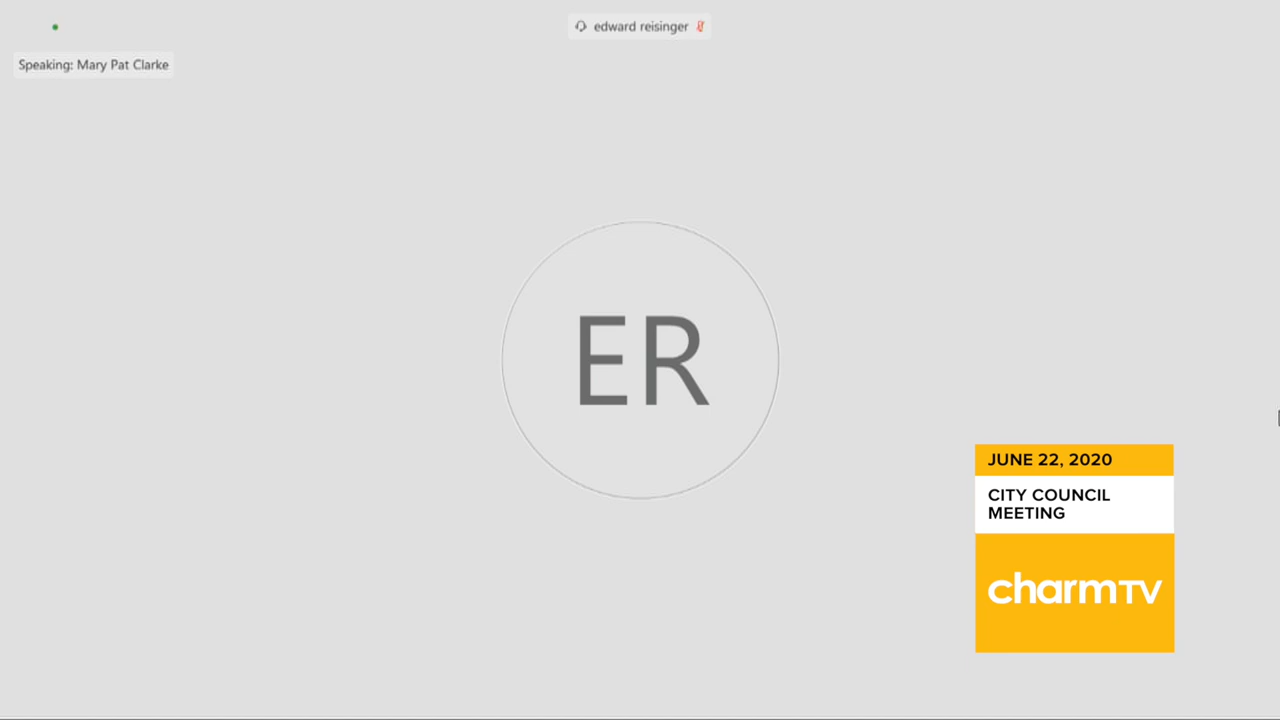 edward reisinger
Speaking: Mary Pat Clarke
ER
JUNE 22, 2020
CITY COUNCIL
MEETING
charmTV